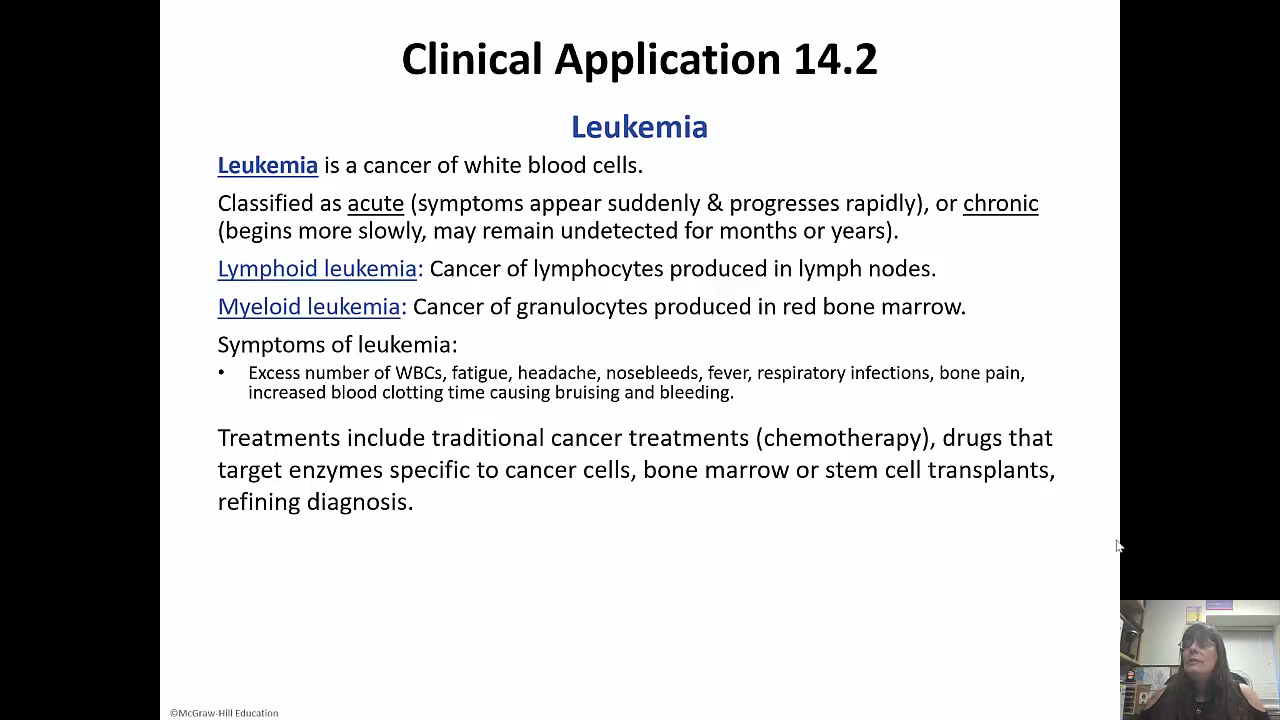 Clinical Application 14.2
Leukemia
Leukemia is a cancer of white blood cells.
Classified as acute (symptoms appear suddenly & progresses rapidly), or chronic
(begins more slowly, may remain undetected for months or years).
Lymphoid leukemia: Cancer of lymphocytes produced in lymph nodes.
Myeloid leukemia: Cancer of granulocytes produced in red bone marrow.
Symptoms of leukemia:
• Excess number of WBCs, fatigue, headache, nosebleeds, fever, respiratory infections, bone pain,
increased blood clotting time causing bruising and bleeding.
Treatments include traditional cancer treatments (chemotherapy), drugs that
target enzymes specific to cancer cells, bone marrow or stem cell transplants,
refining diagnosis.
©McGraw-Hill Education